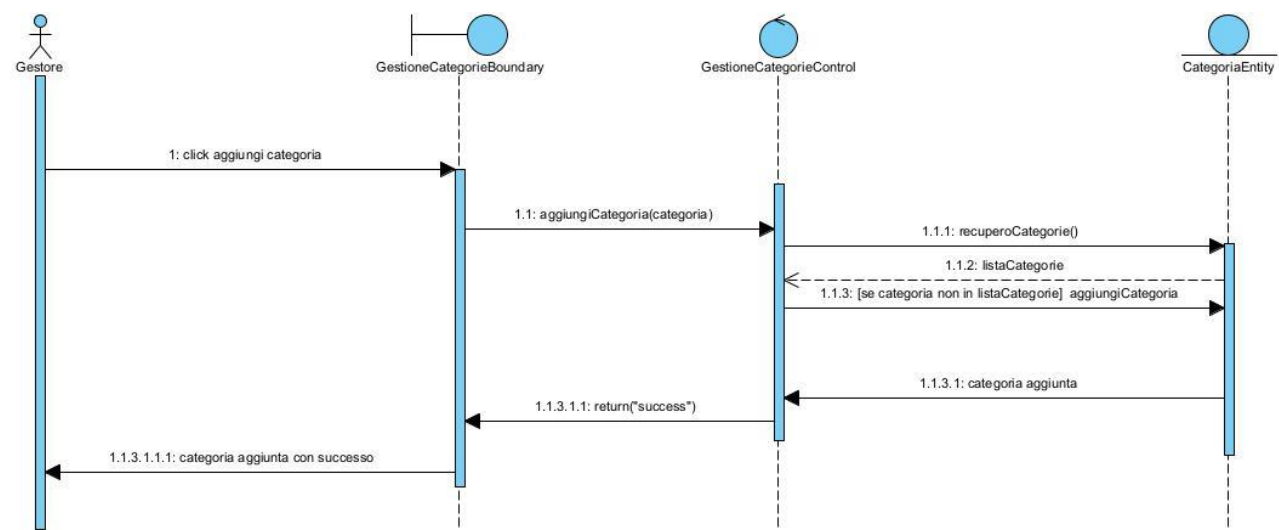 Gestore
GestioneCategorieBoundary
GestioneCategorieControl
CategoriaEntity
1: click aggiungi categoria
1.1: aggiungiCategoria(categoria)
1.1.1: recuperoCategorie()
1.1.2: listaCategorie
1.1.3: [se categoria non in listaCategorie] aggiungiCategoria
1.1.3.1: categoria aggiunta
1.1.3.1.1: return("success")
1.1.3.1.1.1: categoria aggiunta con successo